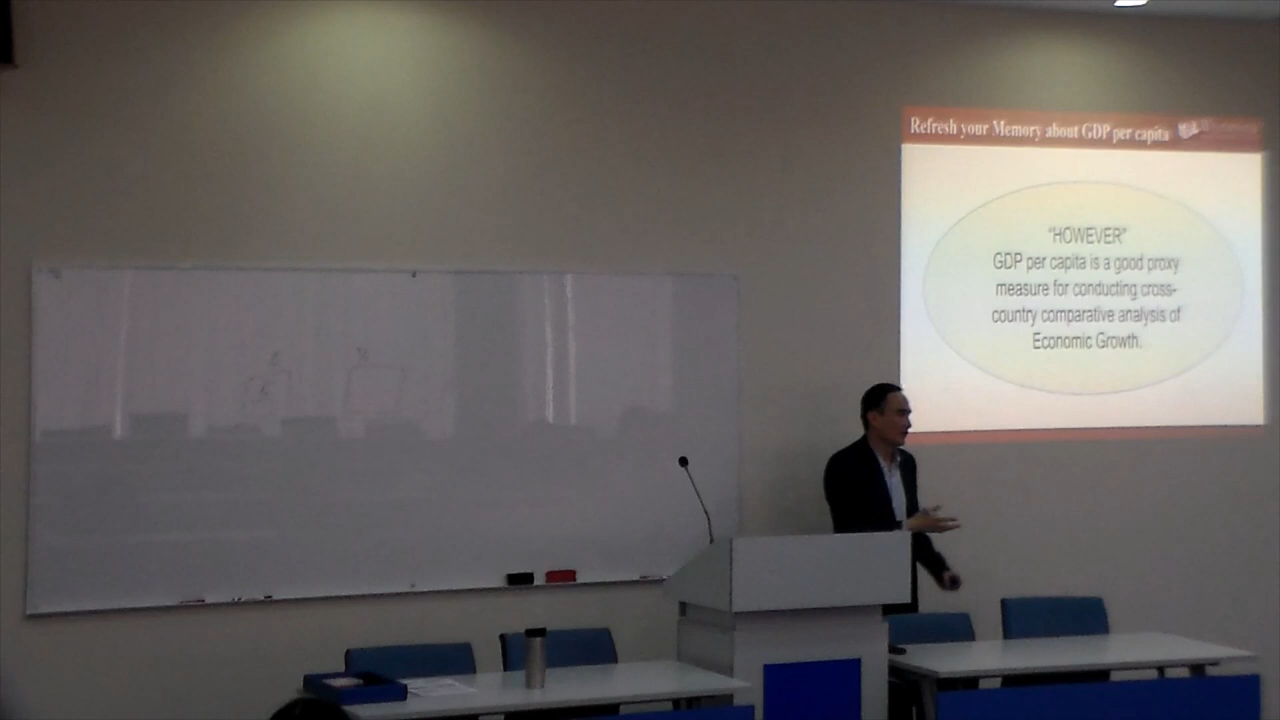 Refresh your Memory about GDP per capita
"HOWEVER"
GDP per capita is a good proxy
measure for conducting cross-
country comparative analysis of
Economic Growth.